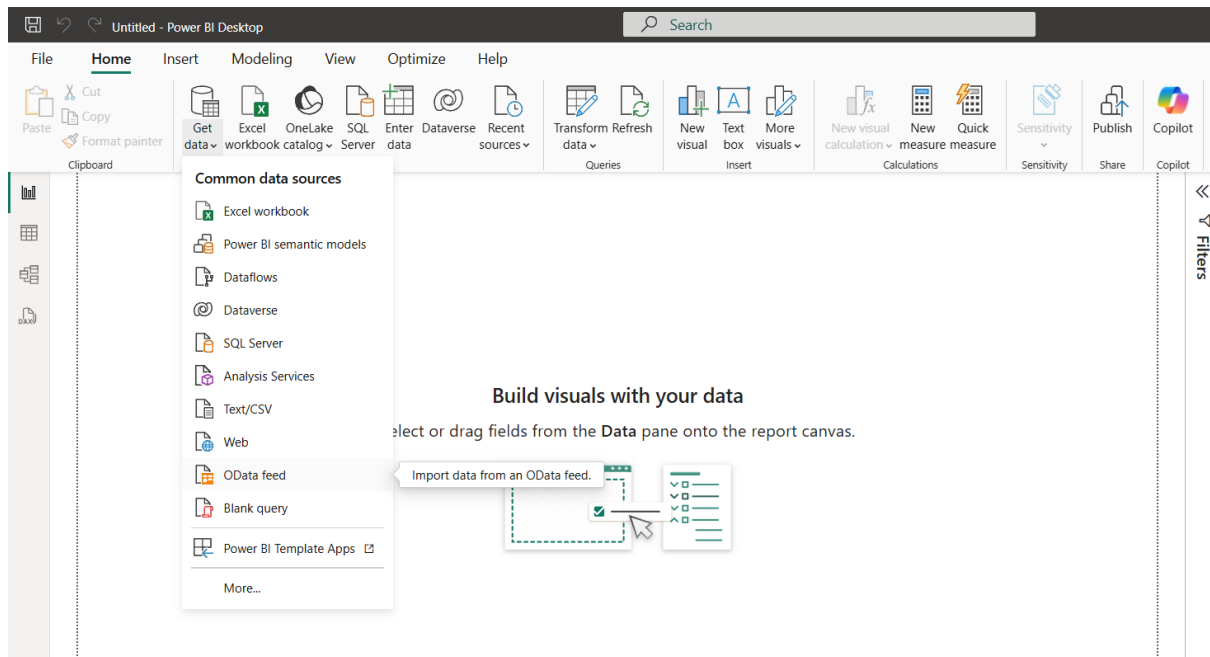 Untitled - Power BI Desktop
Search
File Home Insert Modeling View Optimize Help
Paste
Cut
Copy
Format painter
Clipboard
Get data
Excel workbook
OneLake catalog
SQL Server
Enter data
Dataverse
Recent sources
Transform data
Refresh
Queries
New visual
Text box
More visuals
Insert
New visual calculation
New measure
Quick measure
Calculations
Sensitivity
Sensitivity
Publish
Share
Copilot
Copilot
Common data sources
Excel workbook
Power BI semantic models
Dataflows
Dataverse
SQL Server
Analysis Services
Text/CSV
Web
OData feed
Import data from an OData feed.
Blank query
Power BI Template Apps
More...
Build visuals with your data
elect or drag fields from the Data pane onto the report canvas.
Filters
DAX